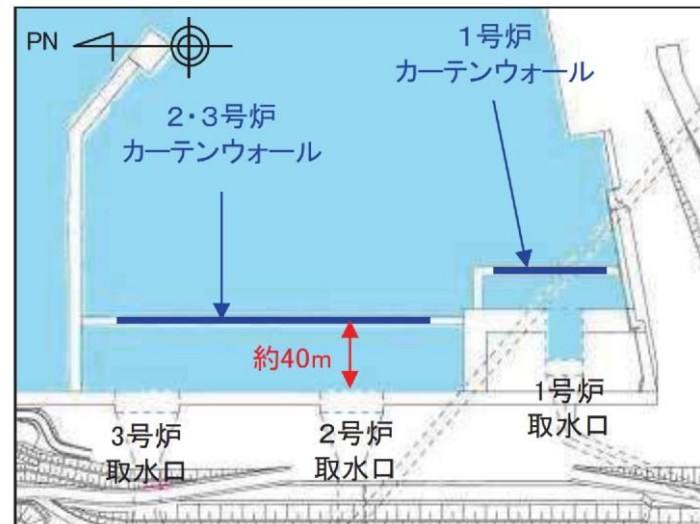 PN
1号炉
カーテンウォール
2・3号炉
カーテンウォール
約40m
3号炉
取水口
2号炉
取水口
1号炉
取水口